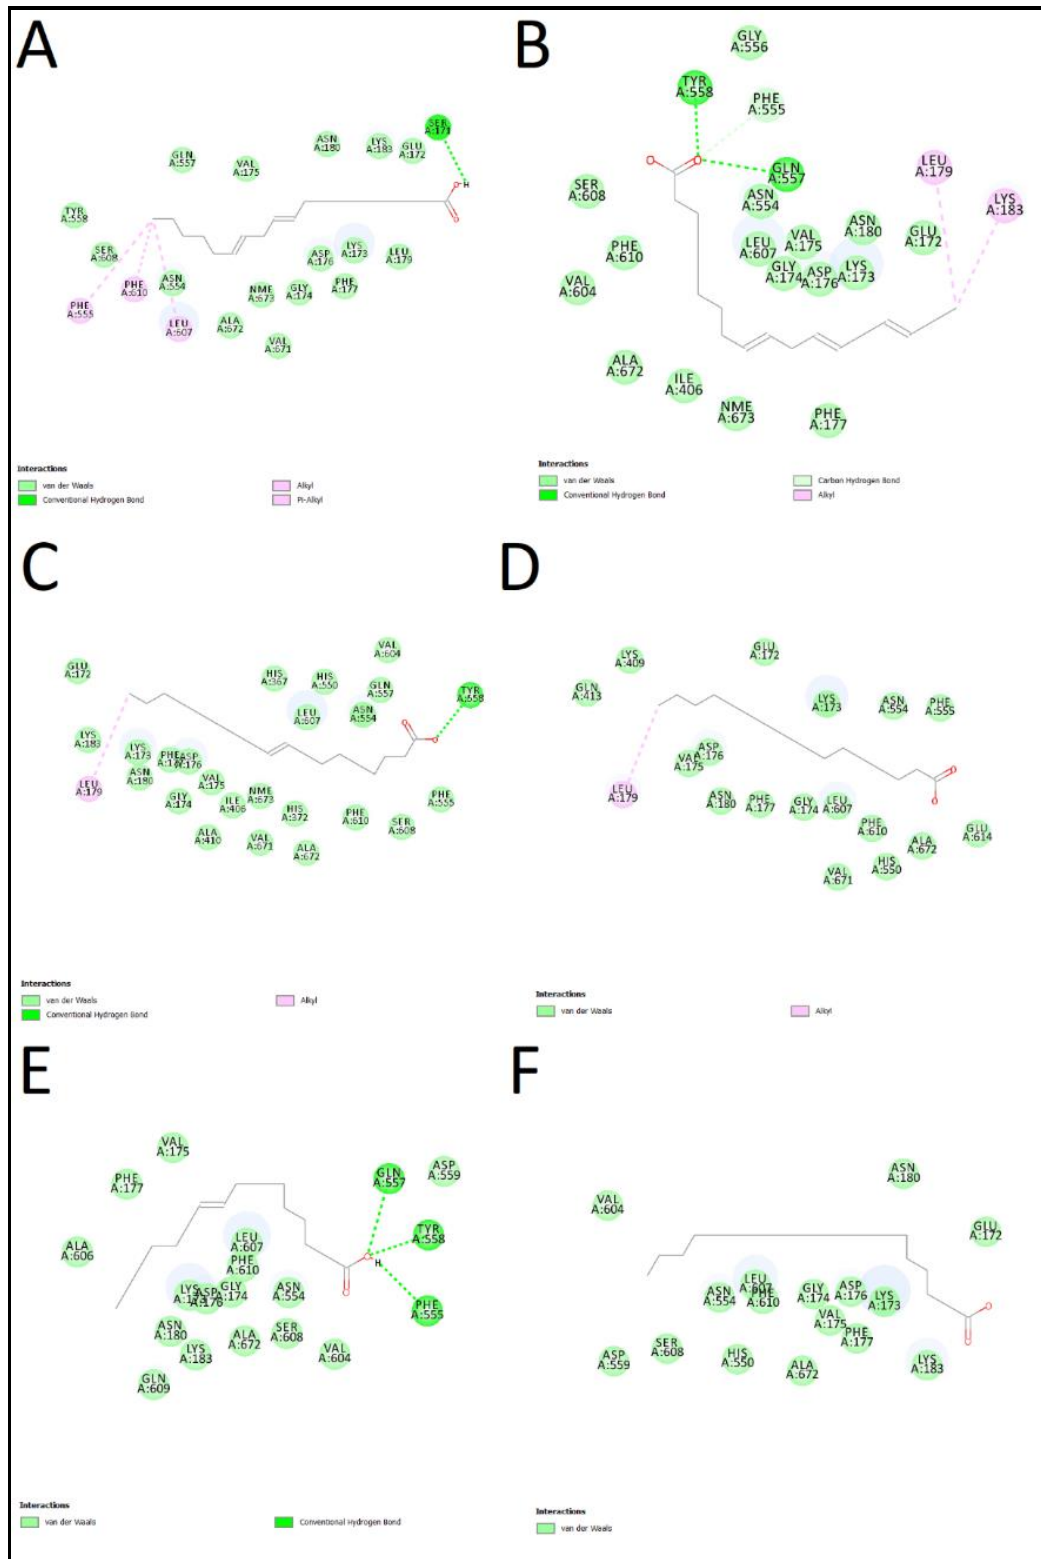 A
SER
A:171
ASN
A:180
LYS
A:183
GLU
A:172
GLN
A:557
VAL
A:175
TYR
A:558
SER
A:608
ASP
A:176
LYS
A:173
LEU
A:179
PHE
A:610
ASN
A:554
NME
A:673
GLY
A:174
PHE
A:177
PHE
A:555
LEU
A:607
ALA
A:672
VAL
A:671
Interactions
van der Waals
Conventional Hydrogen Bond
Alkyl
Pi-Alkyl
B
GLY
A:556
TYR
A:558
PHE
A:555
GLN
A:557
LEU
A:179
SER
A:608
ASN
A:554
LYS
A:183
PHE
A:610
LEU
A:607
VAL
A:175
ASN
A:180
GLU
A:172
VAL
A:604
GLY
A:174
ASP
A:176
LYS
A:173
ALA
A:672
ILE
A:406
NME
A:673
PHE
A:177
Interactions
van der Waals
Conventional Hydrogen Bond
Carbon Hydrogen Bond
Alkyl
C
VAL
A:604
GLU
A:172
HIS
A:367
HIS
A:550
GLN
A:557
TYR
A:558
LEU
A:607
ASN
A:554
LYS
A:183
LYS
A:173
PHE
A:177
ASP
A:176
LEU
A:179
ASN
A:180
VAL
A:175
GLY
A:174
ILE
A:406
NME
A:673
HIS
A:372
PHE
A:610
SER
A:608
PHE
A:555
ALA
A:410
VAL
A:671
ALA
A:672
Interactions
van der Waals
Conventional Hydrogen Bond
Alkyl
D
LYS
A:409
GLU
A:172
GLN
A:413
LYS
A:173
ASN
A:554
PHE
A:555
VAL
A:175
ASP
A:176
LEU
A:179
ASN
A:180
PHE
A:177
GLY
A:174
LEU
A:607
PHE
A:610
ALA
A:672
GLU
A:614
VAL
A:671
HIS
A:550
Interactions
van der Waals
Alkyl
E
VAL
A:175
PHE
A:177
GLN
A:557
ASP
A:559
TYR
A:558
ALA
A:606
LEU
A:607
PHE
A:610
LYS
A:173
ASP
A:176
GLY
A:174
ASN
A:554
PHE
A:555
ASN
A:180
LYS
A:183
ALA
A:672
SER
A:608
VAL
A:604
GLN
A:609
Interactions
van der Waals
Conventional Hydrogen Bond
F
ASN
A:180
VAL
A:604
GLU
A:172
ASN
A:554
LEU
A:607
PHE
A:610
GLY
A:174
ASP
A:176
LYS
A:173
VAL
A:175
PHE
A:177
ASP
A:559
SER
A:608
HIS
A:550
ALA
A:672
LYS
A:183
Interactions
van der Waals